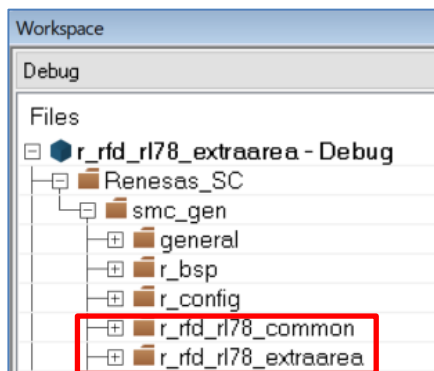 Workspace
Debug
Files
r_rfd_rl78_extraarea - Debug
Renesas_SC
smc_gen
general
r_bsp
r_config
r_rfd_rl78_common
r_rfd_rl78_extraarea